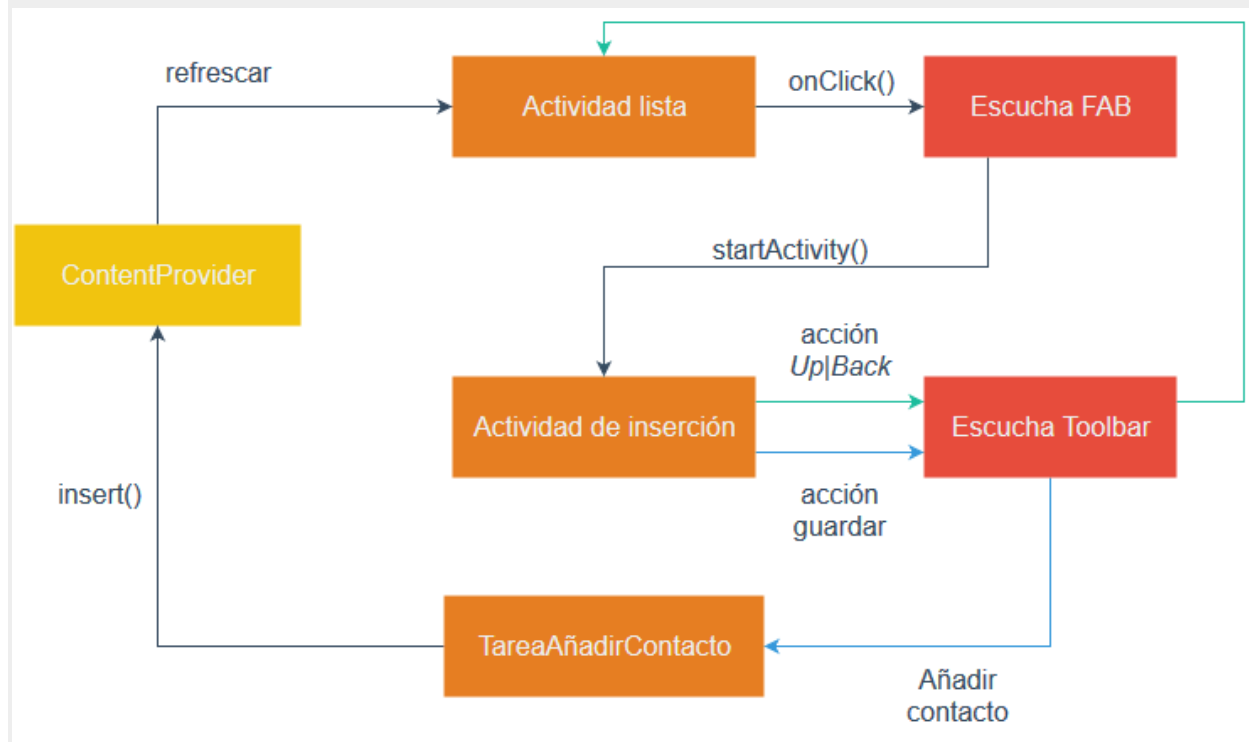 refrescar
Actividad lista
onClick()
Escucha FAB
ContentProvider
startActivity()
acción
Up|Back
Actividad de inserción
Escucha Toolbar
insert()
acción
guardar
TareaAñadirContacto
Añadir
contacto